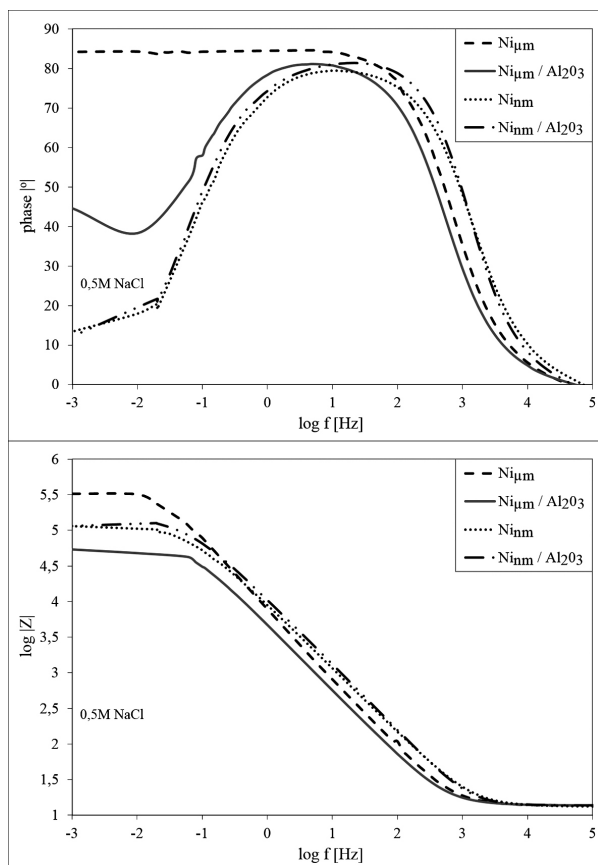 90
80
70
60
50
40
30
20
10
0
phase |º|
0,5M NaCl
Niμm
Niμm / Al2O3
Ninm
Ninm / Al2O3
-3 -2 -1 0 1 2 3 4 5
log f [Hz]
6
5,5
5
4,5
4
3,5
3
2,5
2
1,5
1
log |Z|
0,5M NaCl
Niμm
Niμm / Al2O3
Ninm
Ninm / Al2O3
-3 -2 -1 0 1 2 3 4 5
log f [Hz]